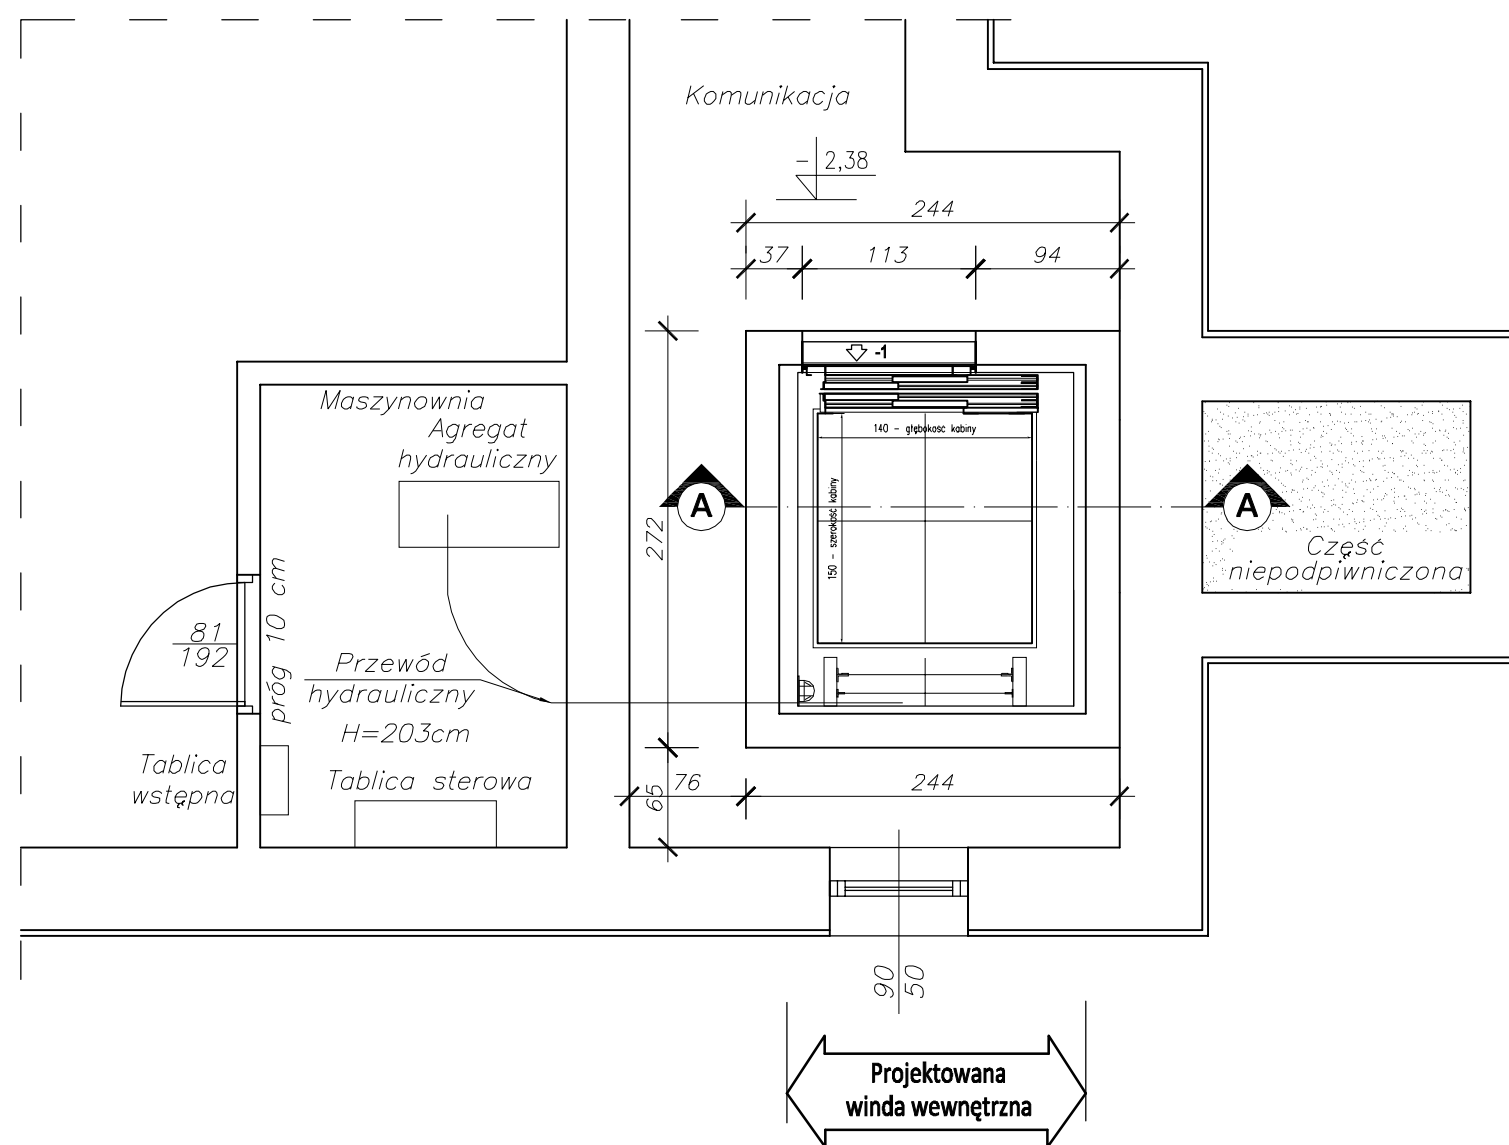 Komunikacja
- 2,38
244
37 113 94
-1
Maszynownia
Agregat
hydrauliczny
140 - głębokość kabiny
150 - szerokość kabiny
A
A
272
Część
niepodpiwniczona
81
192
próg 10 cm
Przewód
hydrauliczny
H=203cm
Tablica
wstępna
Tablica sterowa
65
76
244
90
50
Projektowana
winda wewnętrzna